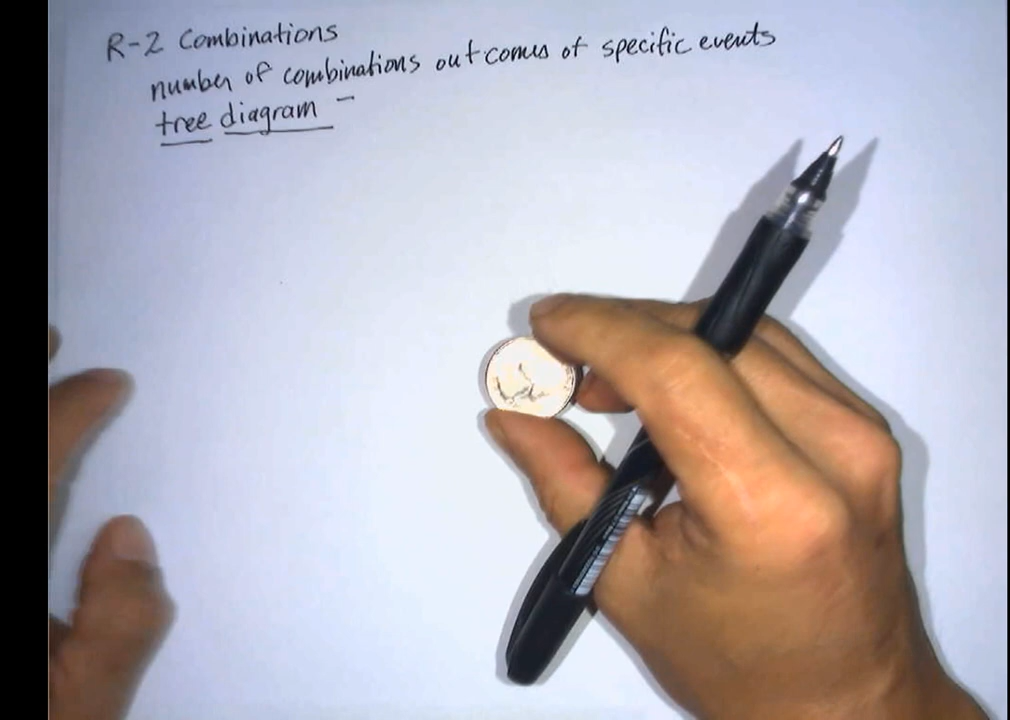 R-2 Combinations
number of combinations outcomes of specific events
tree diagram -